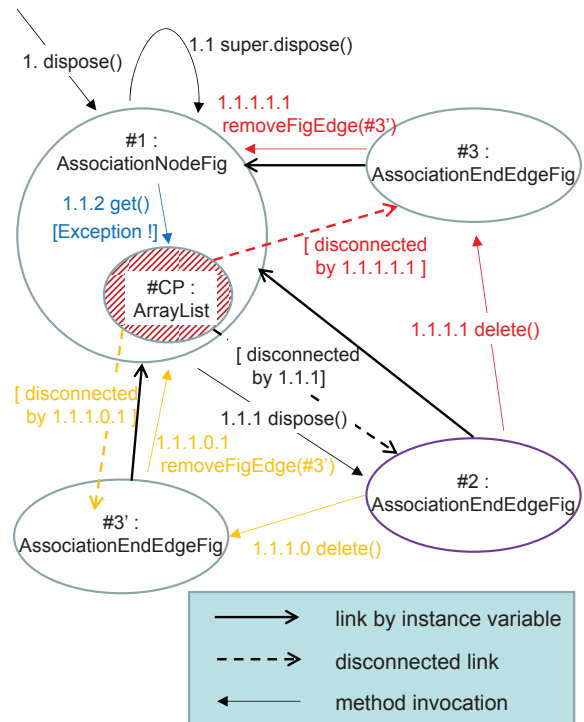 1. dispose()
1.1 super.dispose()
1.1.1.1.1
removeFigEdge(#3')
#1 :
AssociationNodeFig
#3 :
AssociationEndEdgeFig
1.1.2 get()
[Exception !]
[ disconnected
by 1.1.1.1.1 ]
#CP :
ArrayList
1.1.1.1 delete()
[ disconnected
by 1.1.1]
[ disconnected
by 1.1.1.0.1 ]
1.1.1 dispose()
1.1.1.0.1
removeFigEdge(#3')
#2 :
AssociationEndEdgeFig
#3' :
AssociationEndEdgeFig
1.1.1.0 delete()
link by instance variable
disconnected link
method invocation